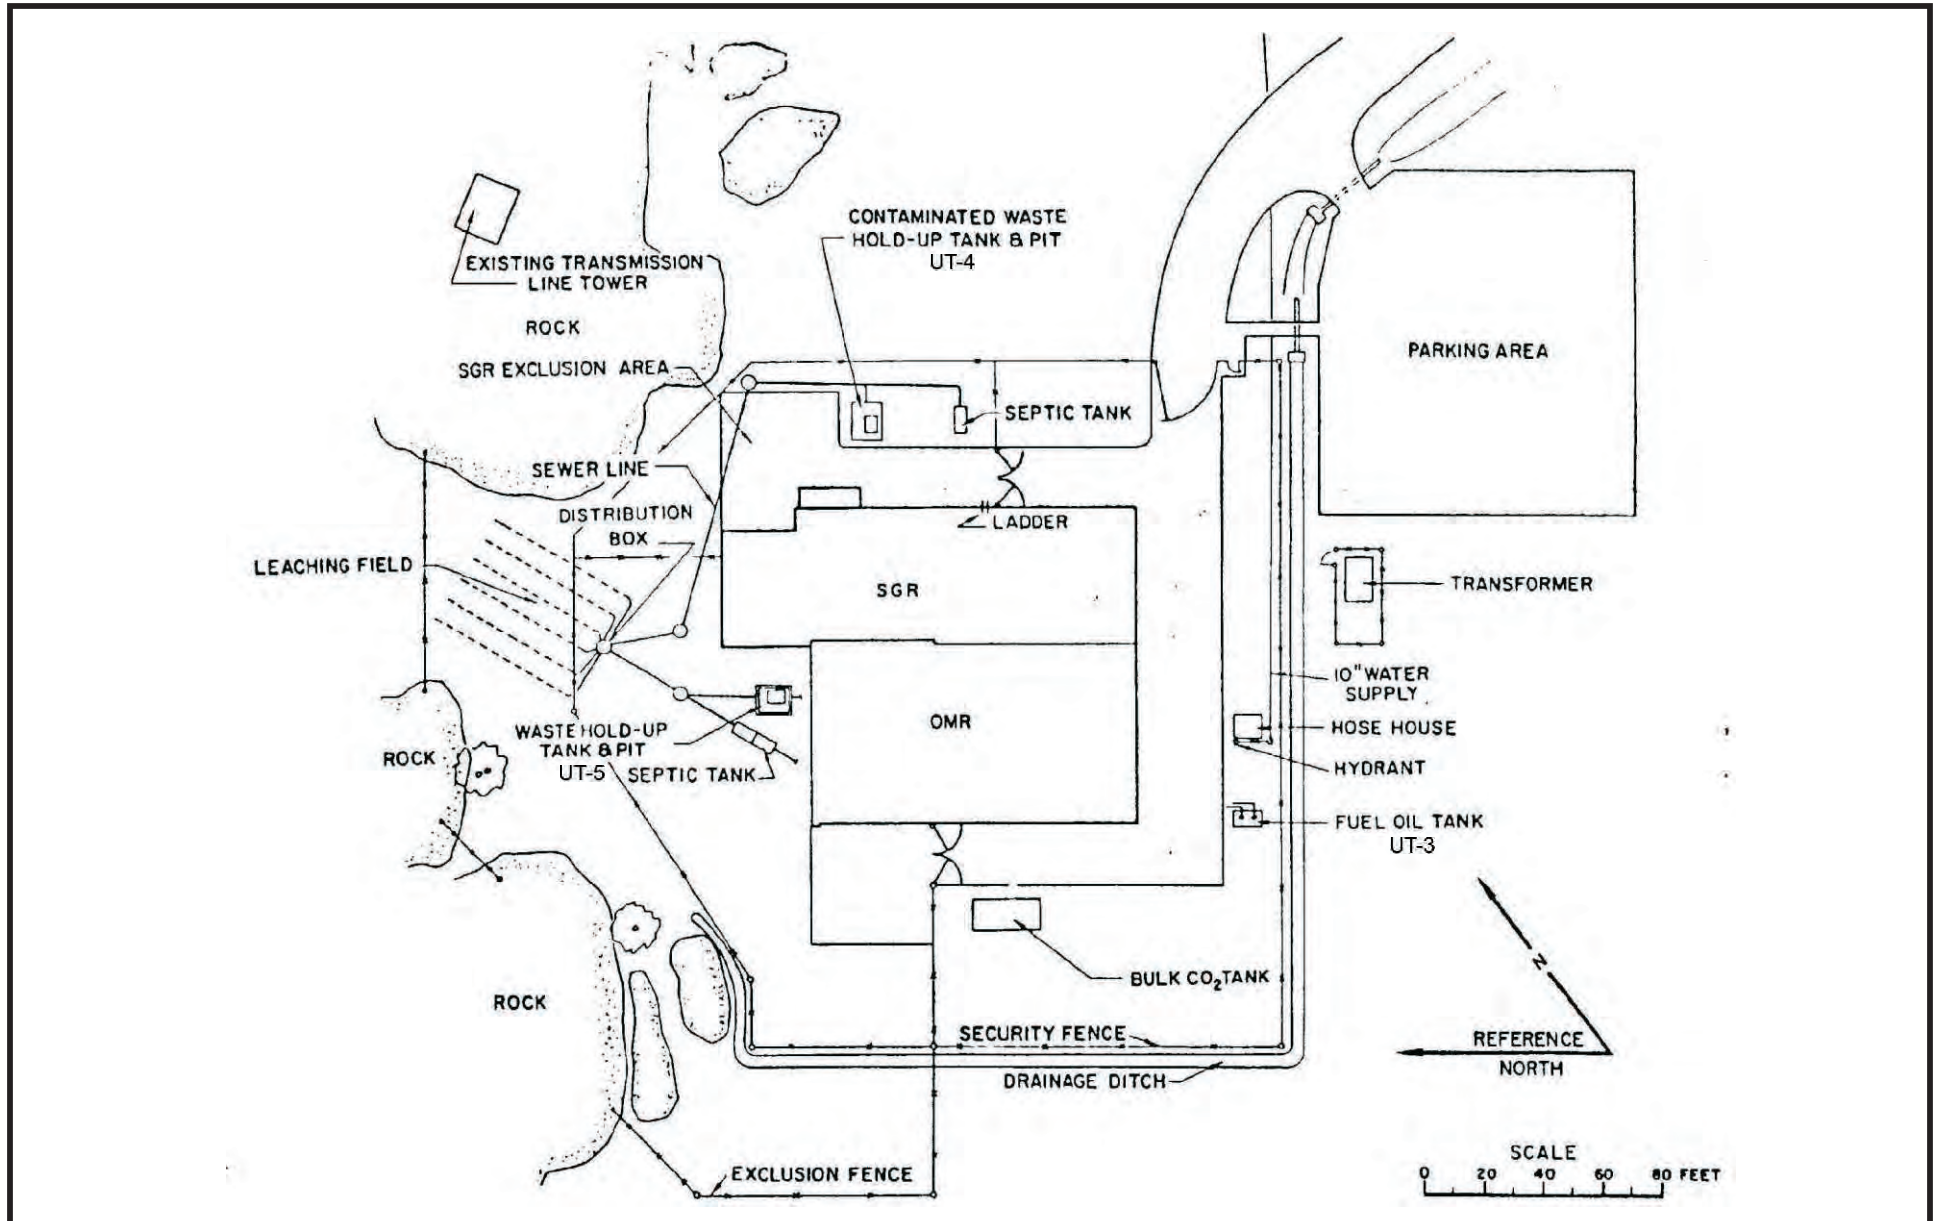 CONTAMINATED WASTE
HOLD-UP TANK & PIT
UT-4
EXISTING TRANSMISSION
LINE TOWER
ROCK
PARKING AREA
SGR EXCLUSION AREA
SEPTIC TANK
SEWER LINE
DISTRIBUTION
BOX
LADDER
LEACHING FIELD
SGR
TRANSFORMER
10" WATER
SUPPLY
OMR
HOSE HOUSE
WASTE HOLD-UP
TANK & PIT
UT-5
SEPTIC TANK
ROCK
HYDRANT
FUEL OIL TANK
UT-3
BULK CO₂ TANK
N
ROCK
SECURITY FENCE
REFERENCE
NORTH
DRAINAGE DITCH
EXCLUSION FENCE
SCALE
0 20 40 60 80 FEET